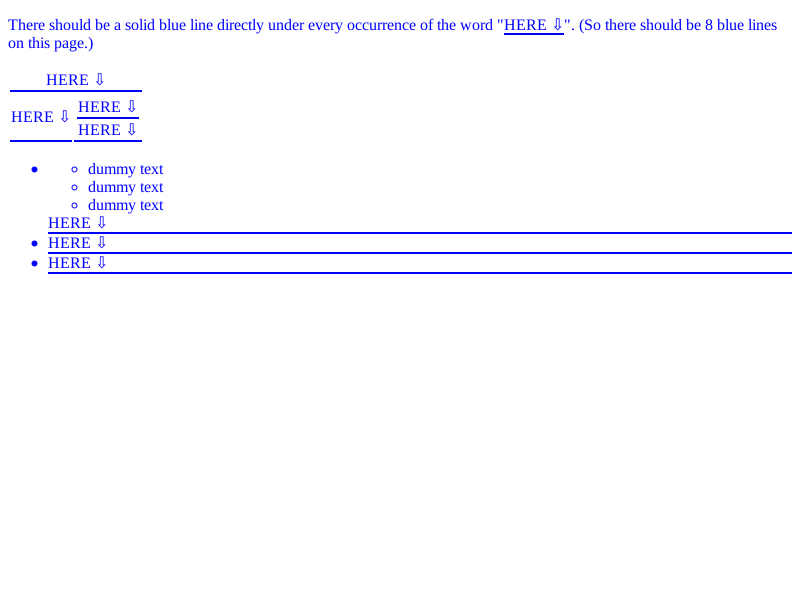 There should be a solid blue line directly under every occurrence of the word "HERE ⇩". (So there should be 8 blue lines
on this page.)
HERE ⇩
HERE ⇩
HERE ⇩
HERE ⇩
dummy text
dummy text
dummy text
HERE ⇩
HERE ⇩
HERE ⇩